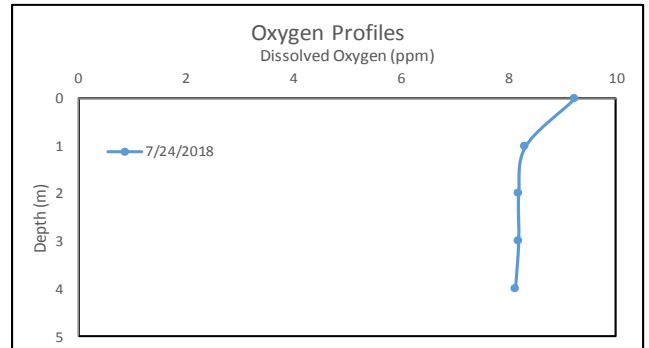 Oxygen Profiles
Dissolved Oxygen (ppm)
0 2 4 6 8 10
0
1
2
3
4
5
Depth (m)
7/24/2018